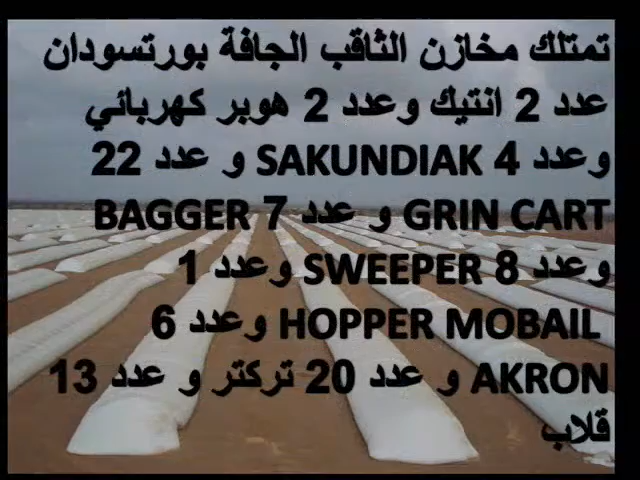 تمتلك مخازن الثاقب الجافة بورتسودان
عدد 2 انتيك وعدد 2 هوبر كهربائي
وعدد 4 SAKUNDIAK و عدد 22
GRIN CART و عدد 7 BAGGER
وعدد 8 SWEEPER وعدد 1
HOPPER MOBAIL وعدد 6
AKRON و عدد 20 تركتر و عدد 13
قلاب